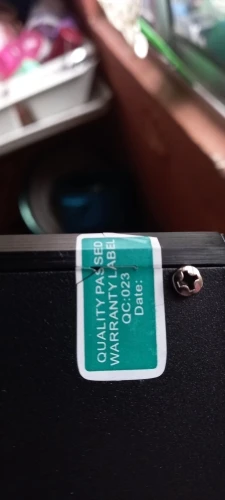 QUALITY PASSED
WARRANTY LABEL
QC:023
Date: